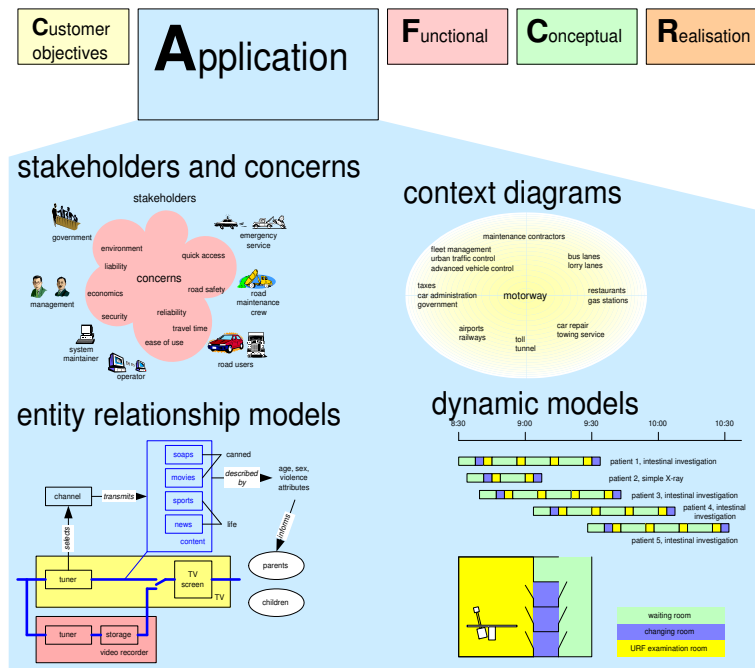 Customer
objectives
Application
Functional
Conceptual
Realisation
stakeholders and concerns
stakeholders
government
emergency
service
environment
quick access
liability
concerns
management
economics
road safety
road
maintenance
crew
security
reliability
travel time
ease of use
system
maintainer
operator
road users
context diagrams
maintenance contractors
fleet management
urban traffic control
advanced vehicle control
bus lanes
lorry lanes
taxes
car administration
government
motorway
restaurants
gas stations
airports
railways
toll
tunnel
car repair
towing service
entity relationship models
soaps
movies
sports
news
content
canned
life
described
by
age, sex,
violence
attributes
channel
transmits
selects
informs
parents
children
tuner
TV
screen
TV
tuner
storage
video recorder
dynamic models
8:30
9:00
9:30
10:00
10:30
patient 1, intestinal investigation
patient 2, simple X-ray
patient 3, intestinal investigation
patient 4, intestinal
investigation
patient 5, intestinal investigation
waiting room
changing room
URF examination room